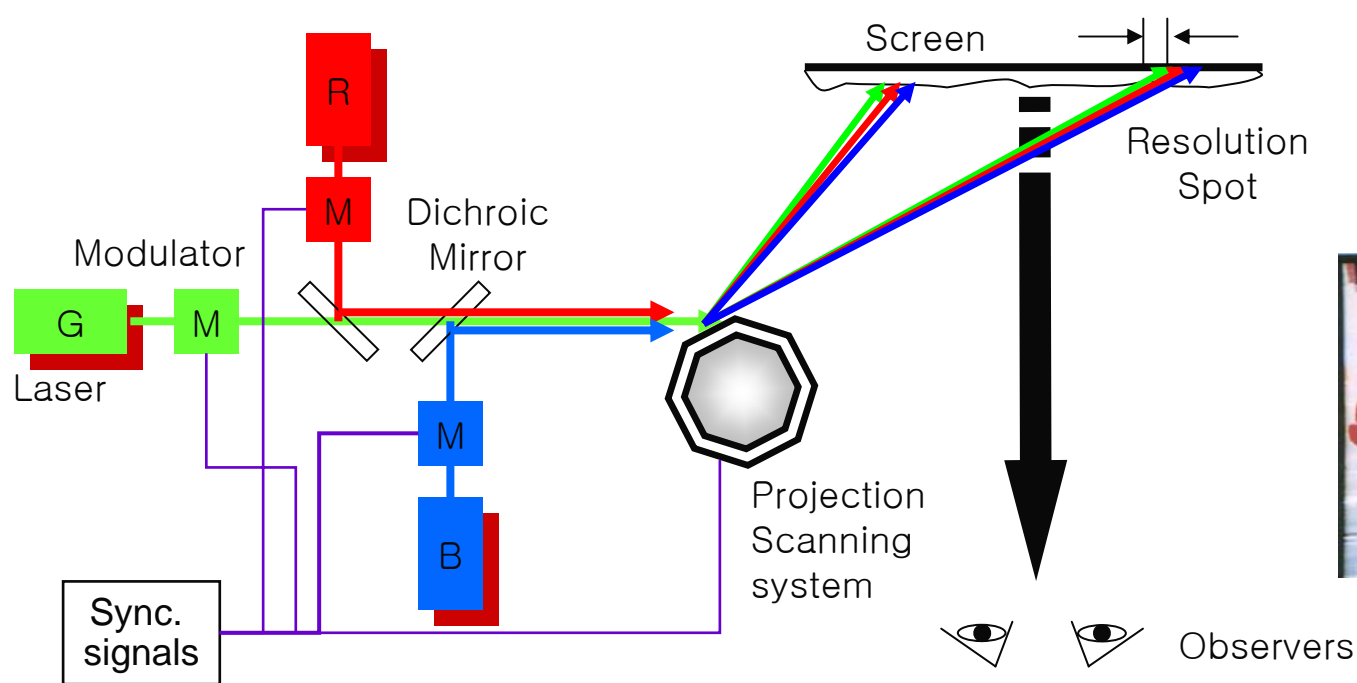 Screen
R
Resolution
Spot
M
Dichroic
Mirror
Modulator
G
M
Laser
M
Projection
Scanning
system
B
Sync.
signals
Observers